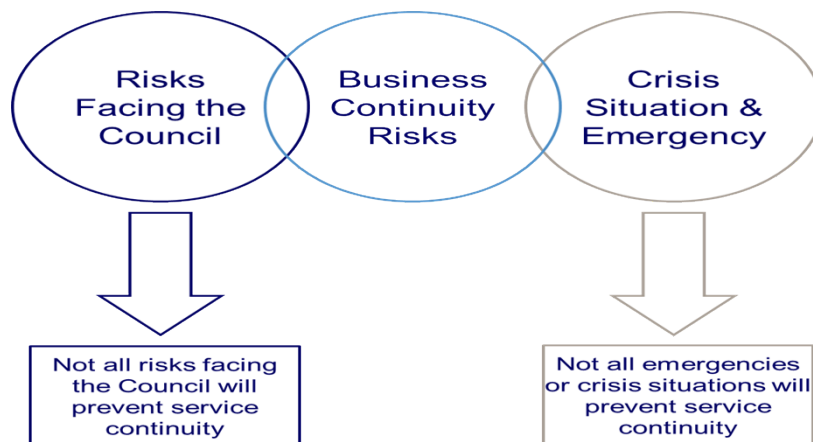 Risks
Facing the
Council
Business
Continuity
Risks
Crisis
Situation &
Emergency
Not all risks facing
the Council will
prevent service
continuity
Not all emergencies
or crisis situations will
prevent service
continuity